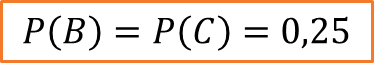 P(B) = P(C) = 0,25